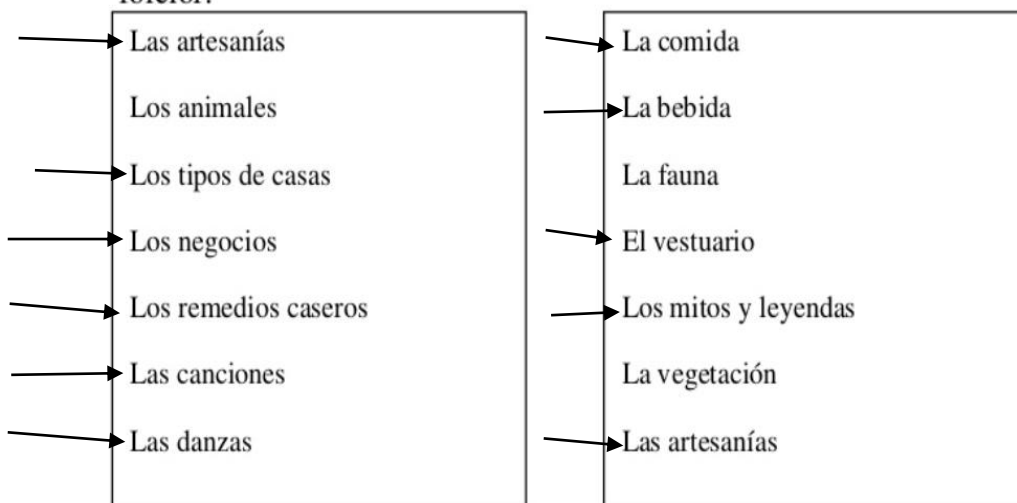 Las artesanías
Los animales
Los tipos de casas
Los negocios
Los remedios caseros
Las canciones
Las danzas
La comida
La bebida
La fauna
El vestuario
Los mitos y leyendas
La vegetación
Las artesanías